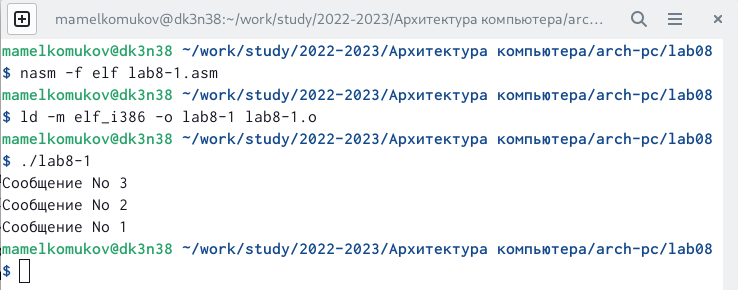 mamelkomukov@dk3n38:~/work/study/2022-2023/Архитектура компьютера/arc...
mamelkomukov@dk3n38 ~/work/study/2022-2023/Архитектура компьютера/arch-pc/lab08
$ nasm -f elf lab8-1.asm
mamelkomukov@dk3n38 ~/work/study/2022-2023/Архитектура компьютера/arch-pc/lab08
$ ld -m elf_i386 -o lab8-1 lab8-1.o
mamelkomukov@dk3n38 ~/work/study/2022-2023/Архитектура компьютера/arch-pc/lab08
$ ./lab8-1
Сообщение No 3
Сообщение No 2
Сообщение No 1
mamelkomukov@dk3n38 ~/work/study/2022-2023/Архитектура компьютера/arch-pc/lab08
$